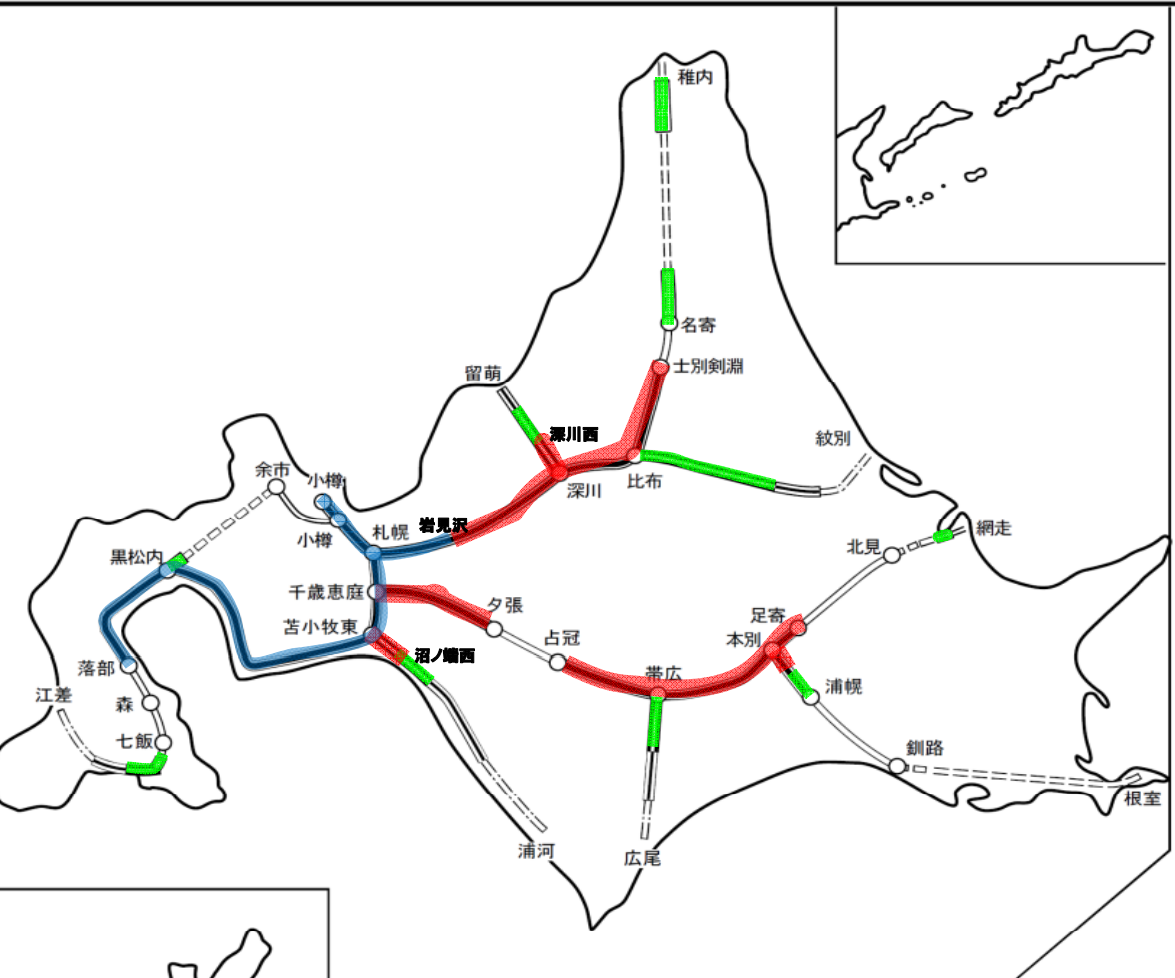 稚内
名寄
士別剣淵
留萌
深川西
紋別
深川
比布
余市
小樽
岩見沢
小樽
札幌
網走
北見
黒松内
千歳恵庭
夕張
足寄
苫小牧東
本別
占冠
沼ノ端西
落部
帯広
浦幌
江差
森
七飯
釧路
根室
浦河
広尾